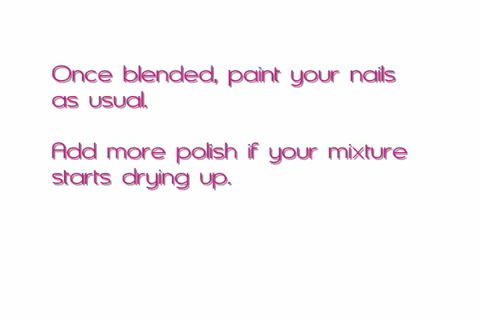 Once blended, paint your nails
as usual.
Add more polish if your mixture
starts drying up.